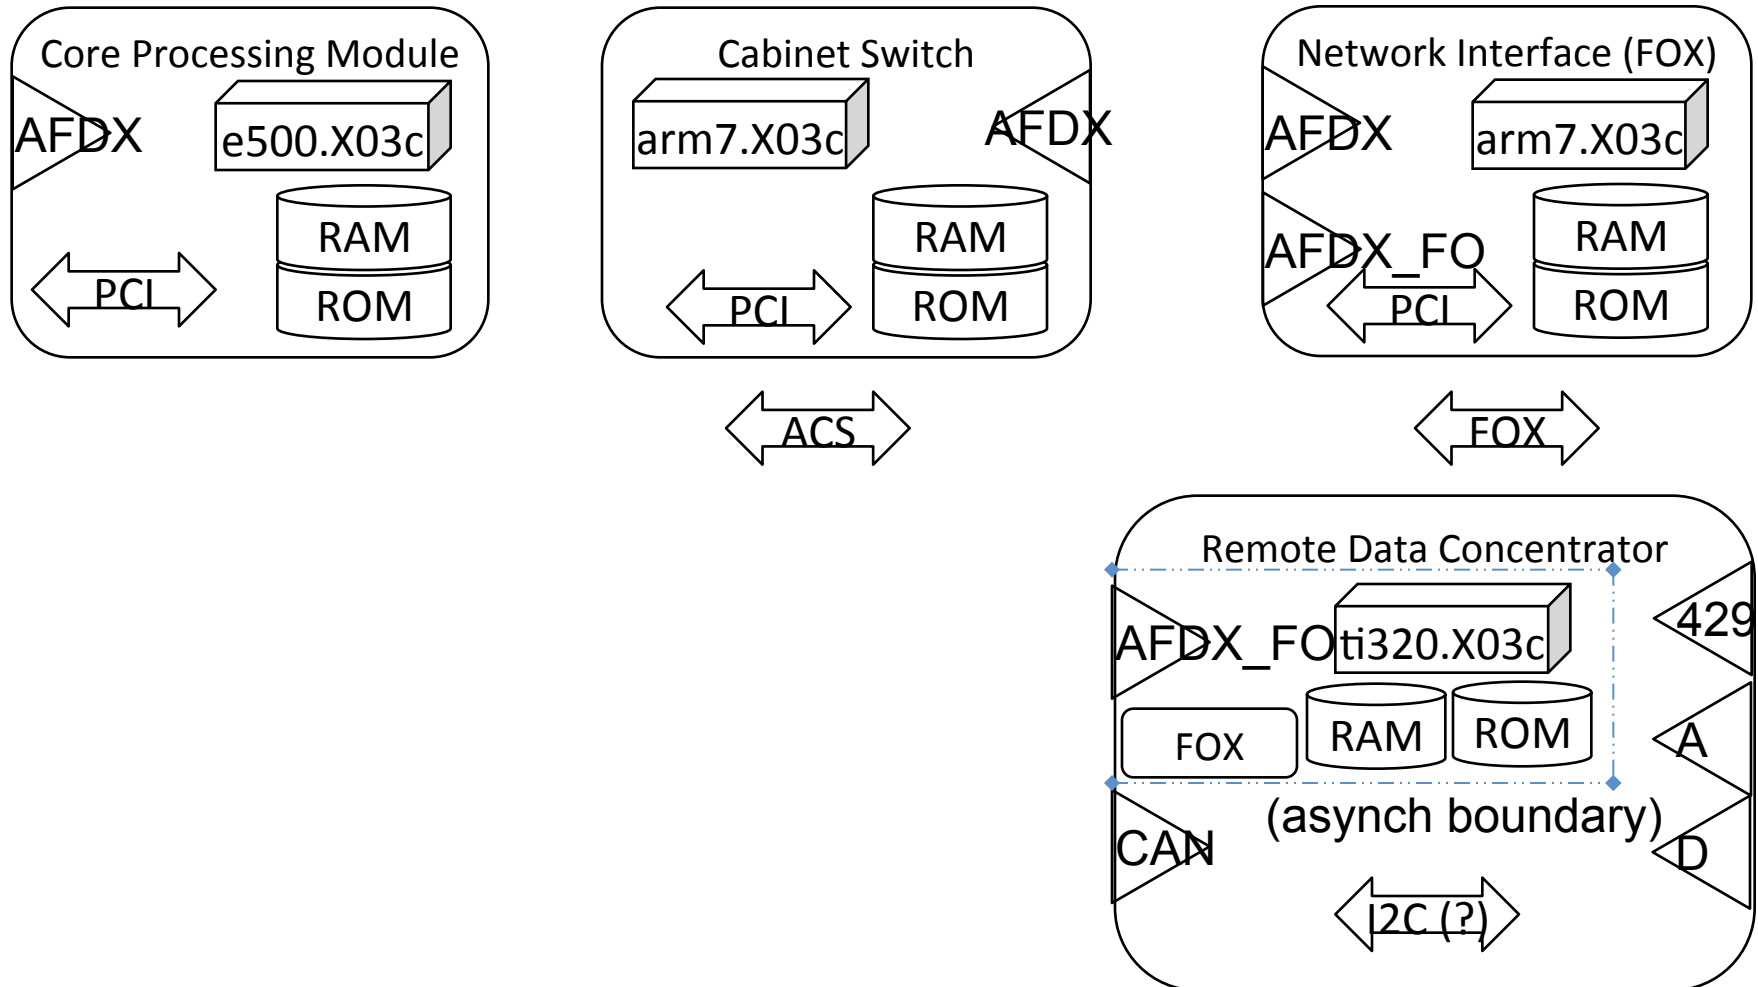 Core Processing Module
AFDX
e500.X03c
RAM
PCI
ROM
Cabinet Switch
arm7.X03c
AFDX
RAM
PCI
ROM
Network Interface (FOX)
AFDX
arm7.X03c
AFDX_FO
RAM
PCI
ROM
ACS
FOX
Remote Data Concentrator
AFDX_FO
ti320.X03c
429
FOX
RAM
ROM
A
(asynch boundary)
CAN
D
I2C (?)